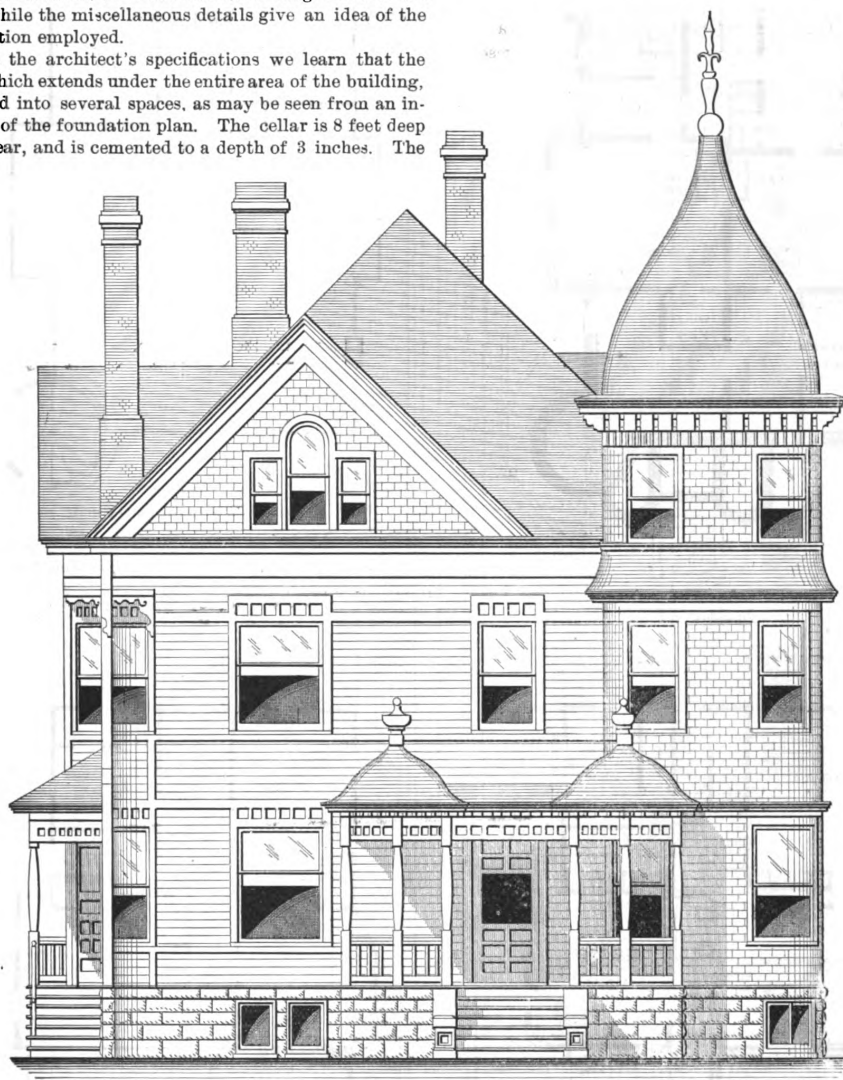 hile the miscellaneous details give an idea of the
tion employed.
the architect's specifications we learn that the
hich extends under the entire area of the building,
d into several spaces, as may be seen from an in-
of the foundation plan. The cellar is 8 feet deep
ear, and is cemented to a depth of 3 inches. The